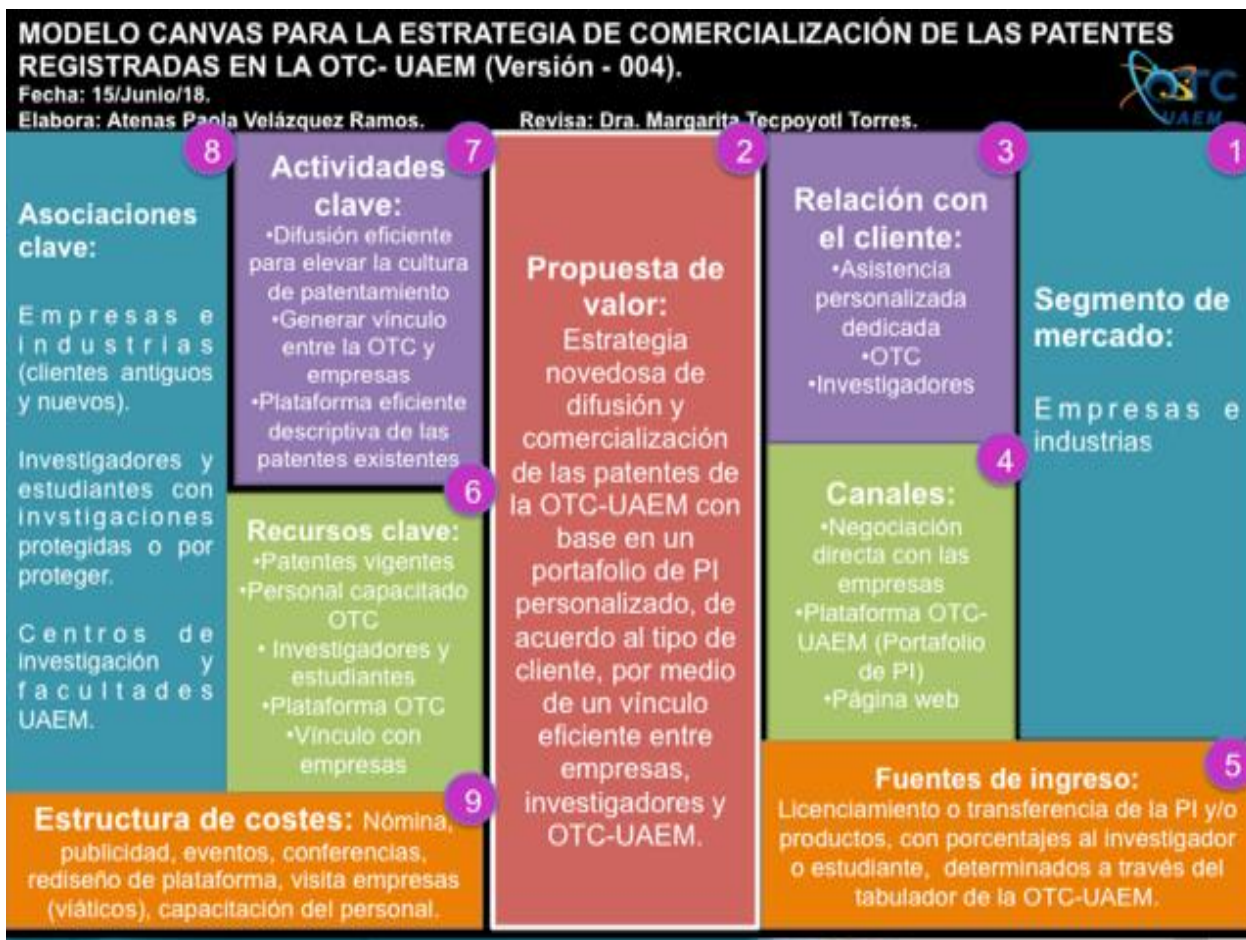 MODELO CANVAS PARA LA ESTRATEGIA DE COMERCIALIZACIÓN DE LAS PATENTES
REGISTRADAS EN LA OTC- UAEM (Versión - 004).
Fecha: 15/Junio/18.
Elabora: Atenas Paola Velázquez Ramos. Revisa: Dra. Margarita Tecpoyotl Torres.
OTC
UAEM
8
Asociaciones
clave:
Empresas e
industrias
(clientes antiguos
y nuevos).
Investigadores y
estudiantes con
invstigaciones
protegidas o por
proteger.
Centros de
investigación y
facultades
UAEM.
7
Actividades
clave:
•Difusión eficiente
para elevar la cultura
de patentamiento
•Generar vínculo
entre la OTC y
empresas
•Plataforma eficiente
descriptiva de las
patentes existentes
6
Recursos clave:
•Patentes vigentes
•Personal capacitado
OTC
• Investigadores y
estudiantes
•Plataforma OTC
•Vínculo con
empresas
2
Propuesta de
valor:
Estrategia
novedosa de
difusión y
comercialización
de las patentes de
la OTC-UAEM con
base en un
portafolio de PI
personalizado, de
acuerdo al tipo de
cliente, por medio
de un vínculo
eficiente entre
empresas,
investigadores y
OTC-UAEM.
3
Relación con
el cliente:
•Asistencia
personalizada
dedicada
•OTC
•Investigadores
4
Canales:
•Negociación
directa con las
empresas
•Plataforma OTC-
UAEM (Portafolio
de PI)
•Página web
1
Segmento de
mercado:
Empresas e
industrias
9
Estructura de costes: Nómina,
publicidad, eventos, conferencias,
rediseño de plataforma, visita empresas
(viáticos), capacitación del personal.
5
Fuentes de ingreso:
Licenciamiento o transferencia de la PI y/o
productos, con porcentajes al investigador
o estudiante, determinados a través del
tabulador de la OTC-UAEM.